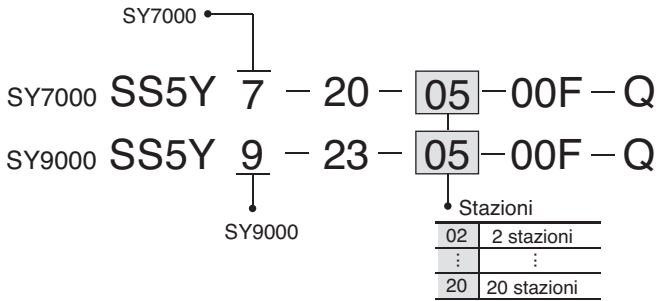 SY7000
SY7000 SS5Y 7 – 20 – 05 – 00F – Q
SY9000 SS5Y 9 – 23 – 05 – 00F – Q
SY9000
Stazioni
02 2 stazioni
⋮ ⋮
20 20 stazioni